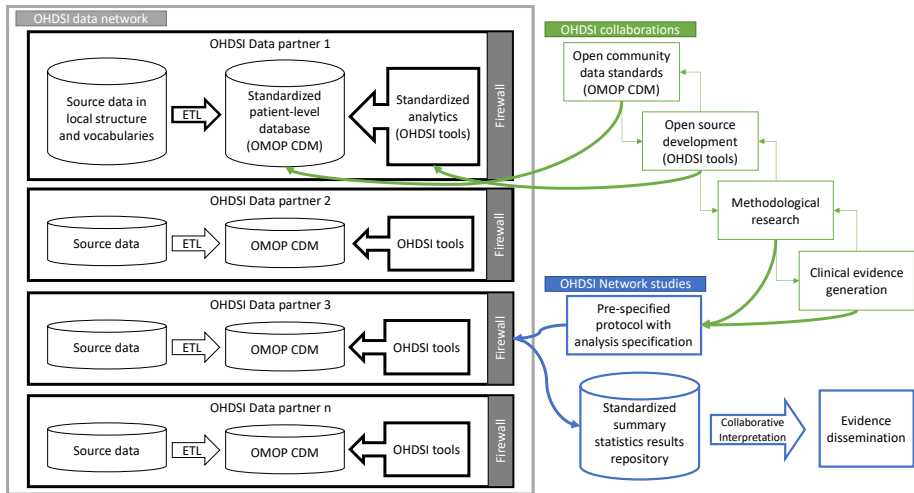 OHDSI data network
OHDSI Data partner 1
Source data in
local structure
and vocabularies
ETL
Standardized
patient-level
database
(OMOP CDM)
Standardized
analytics
(OHDSI tools)
Firewall
OHDSI Data partner 2
Source data
ETL
OMOP CDM
OHDSI tools
Firewall
OHDSI Data partner 3
Source data
ETL
OMOP CDM
OHDSI tools
Firewall
OHDSI Data partner n
Source data
ETL
OMOP CDM
OHDSI tools
Firewall
OHDSI collaborations
Open community
data standards
(OMOP CDM)
Open source
development
(OHDSI tools)
Methodological
research
Clinical evidence
generation
OHDSI Network studies
Pre-specified
protocol with
analysis specification
Standardized
summary
statistics results
repository
Collaborative
Interpretation
Evidence
dissemination